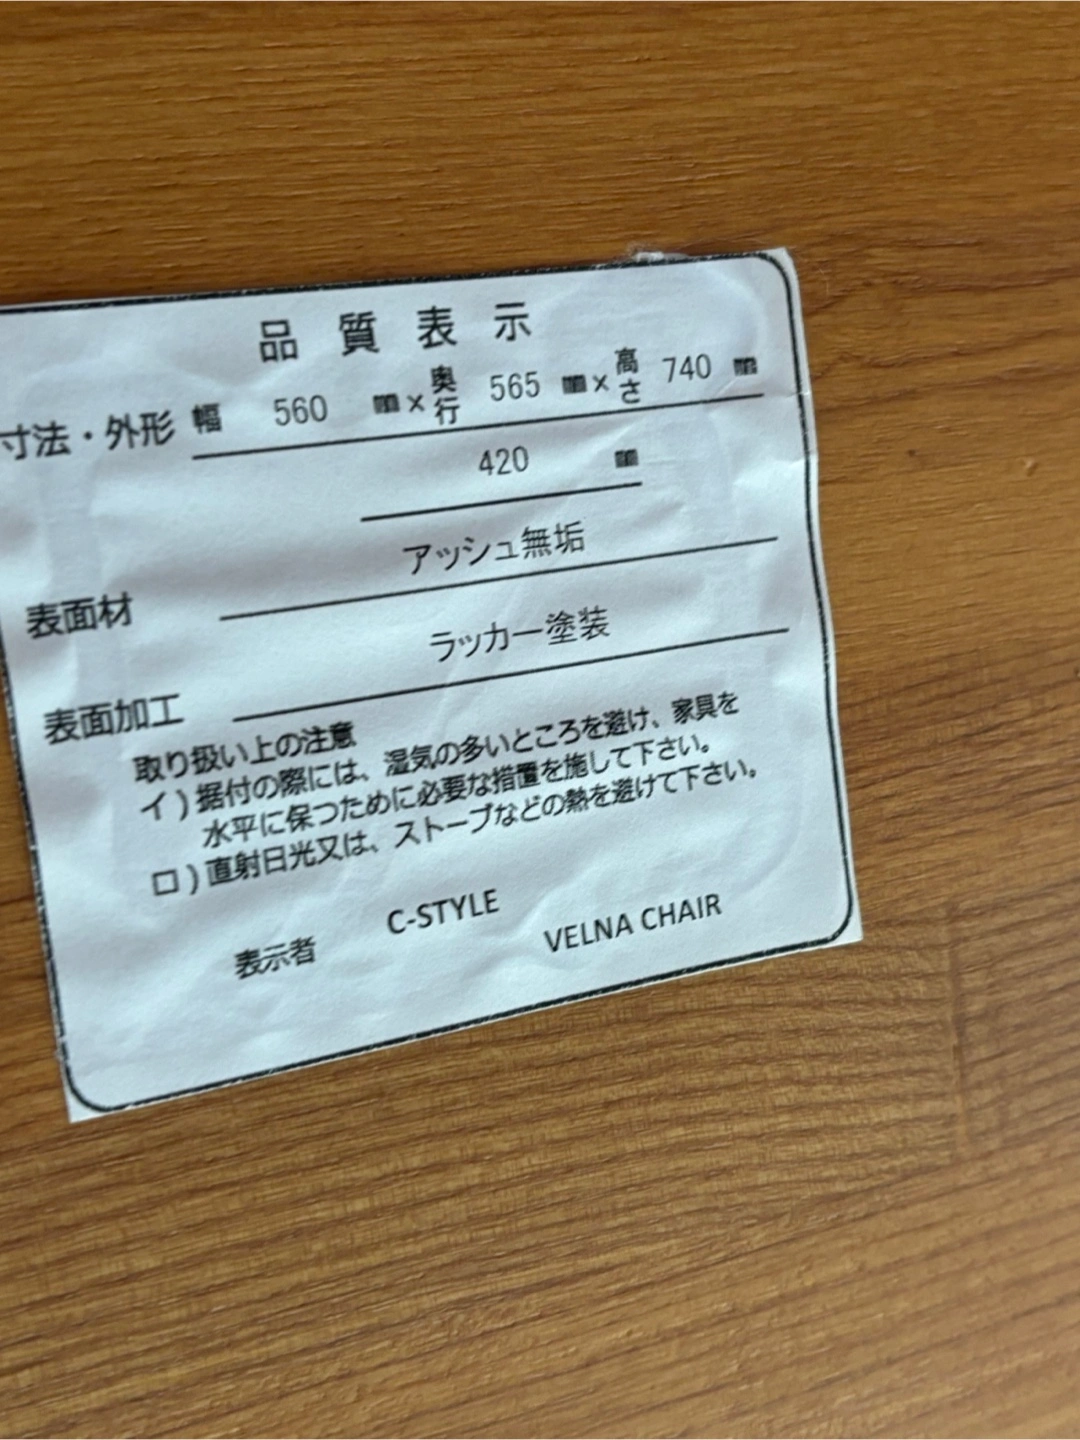 品質表示
寸法・外形 幅 560 mm×奥行 565 mm×高さ 740 mm
420 mm
アッシュ無垢
表面材
ラッカー塗装
表面加工
取り扱い上の注意
イ)据付の際には、湿気の多いところを避け、家具を
水平に保つために必要な措置を施して下さい。
ロ)直射日光又は、ストーブなどの熱を避けて下さい。
表示者 C-STYLE VELNA CHAIR